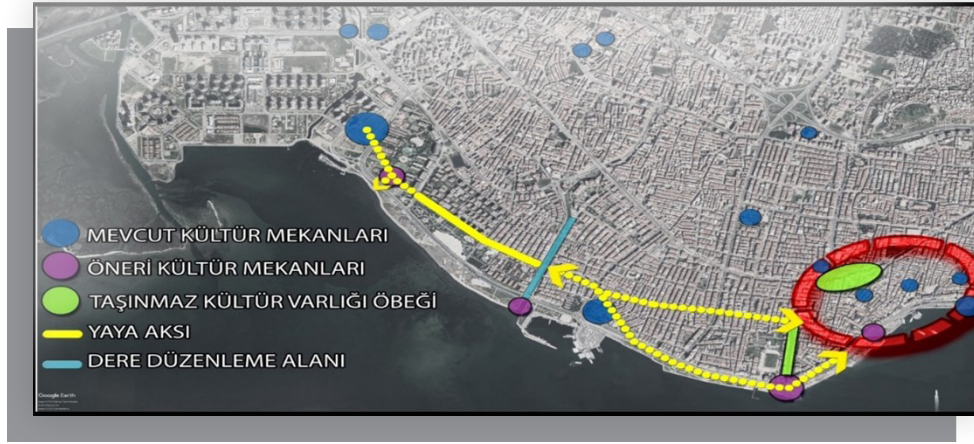 MEVCUT KÜLTÜR MEKANLARI
ÖNERİ KÜLTÜR MEKANLARI
TAŞINMAZ KÜLTÜR VARLIĞI ÖBEĞİ
YAYA AKSI
DERE DÜZENLEME ALANI
Google Earth